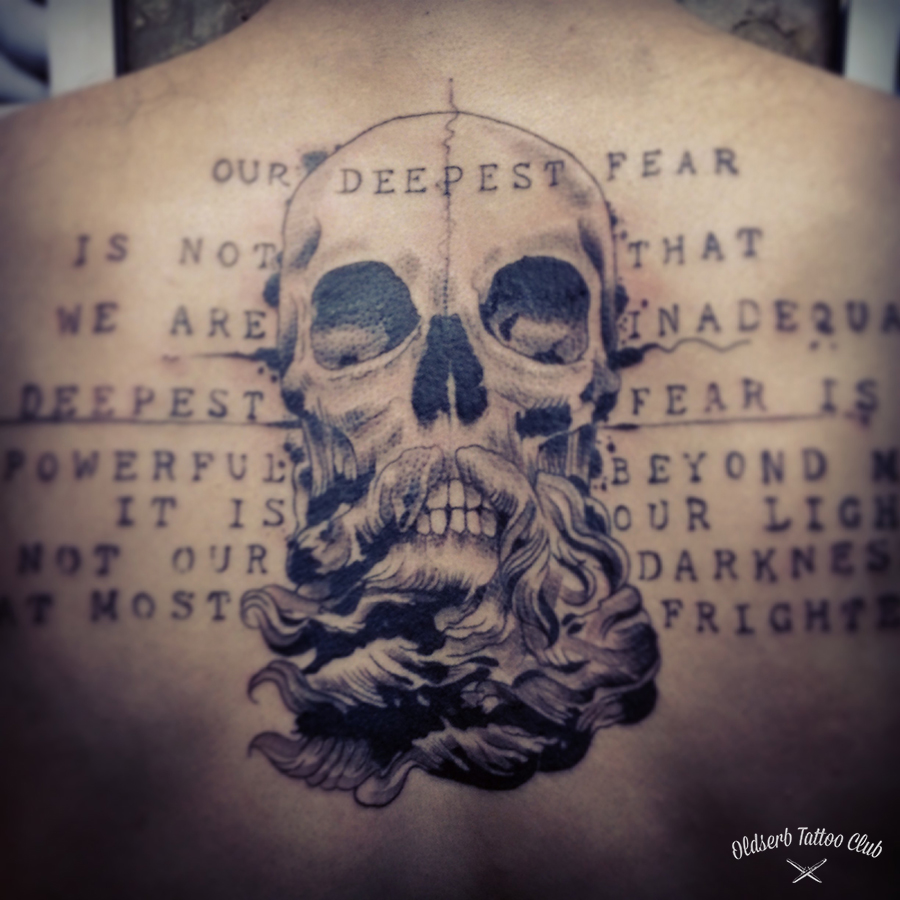 OUR DEEPEST FEAR
IS NOT THAT
WE ARE INADEQUA
DEEPEST FEAR IS
POWERFUL BEYOND M
IT IS OUR LIGH
NOT OUR DARKNES
AT MOST FRIGHTE
Oldserb Tattoo Club